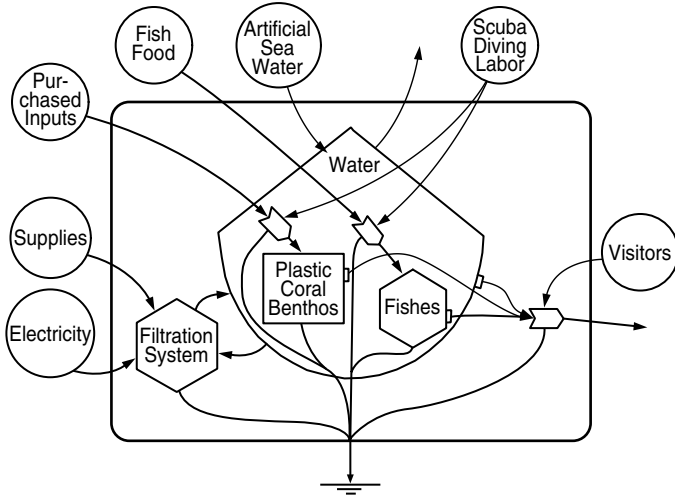 Fish
Food
Artificial
Sea
Water
Scuba
Diving
Labor
Pur-
chased
Inputs
Water
Supplies
Visitors
Plastic
Coral
Benthos
Fishes
Electricity
Filtration
System